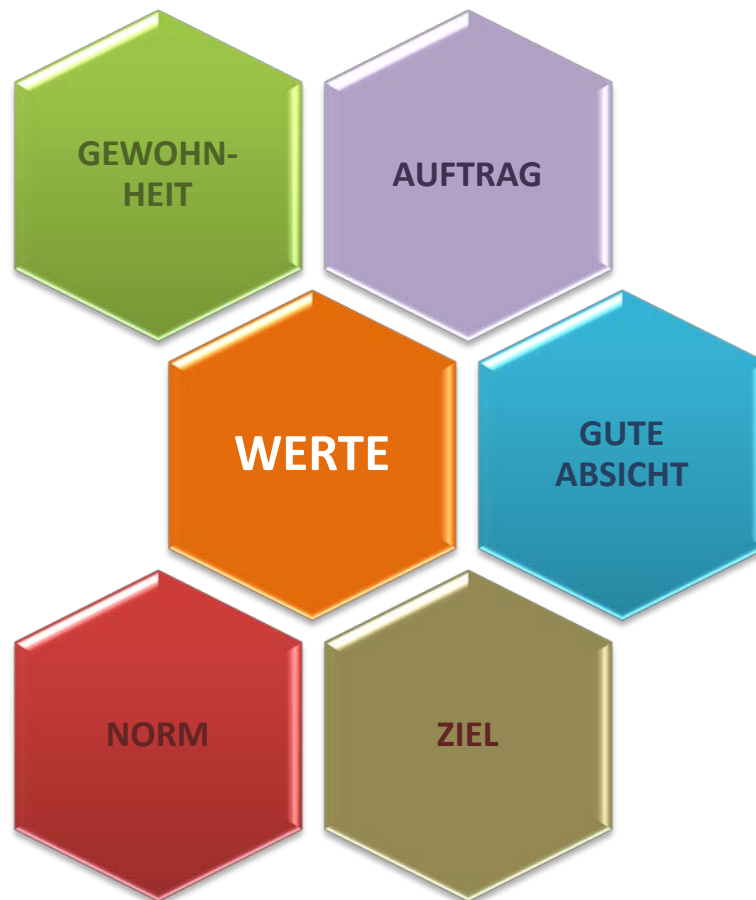 GEWOHN-
HEIT
AUFTRAG
WERTE
GUTE
ABSICHT
NORM
ZIEL